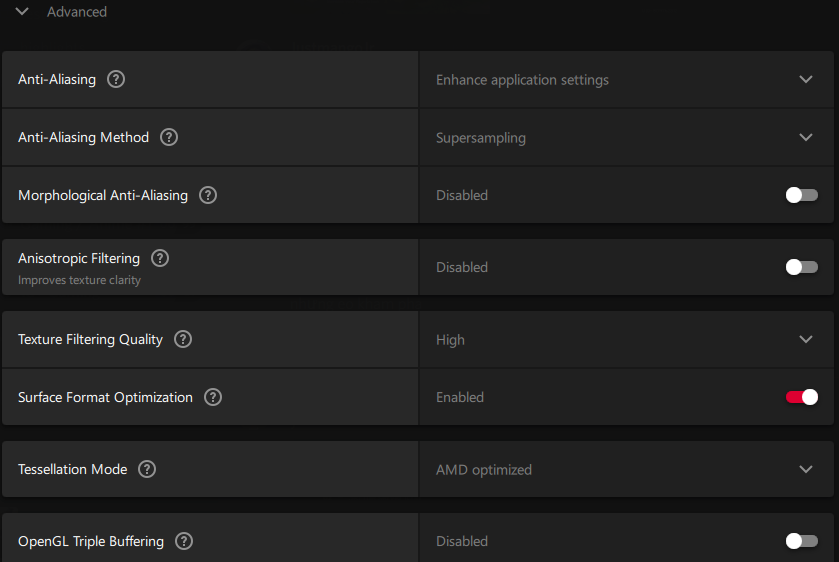 Advanced
Anti-Aliasing ? Enhance application settings
Anti-Aliasing Method ? Supersampling
Morphological Anti-Aliasing ? Disabled
Anisotropic Filtering ? Disabled
Improves texture clarity
Texture Filtering Quality ? High
Surface Format Optimization ? Enabled
Tessellation Mode ? AMD optimized
OpenGL Triple Buffering ? Disabled